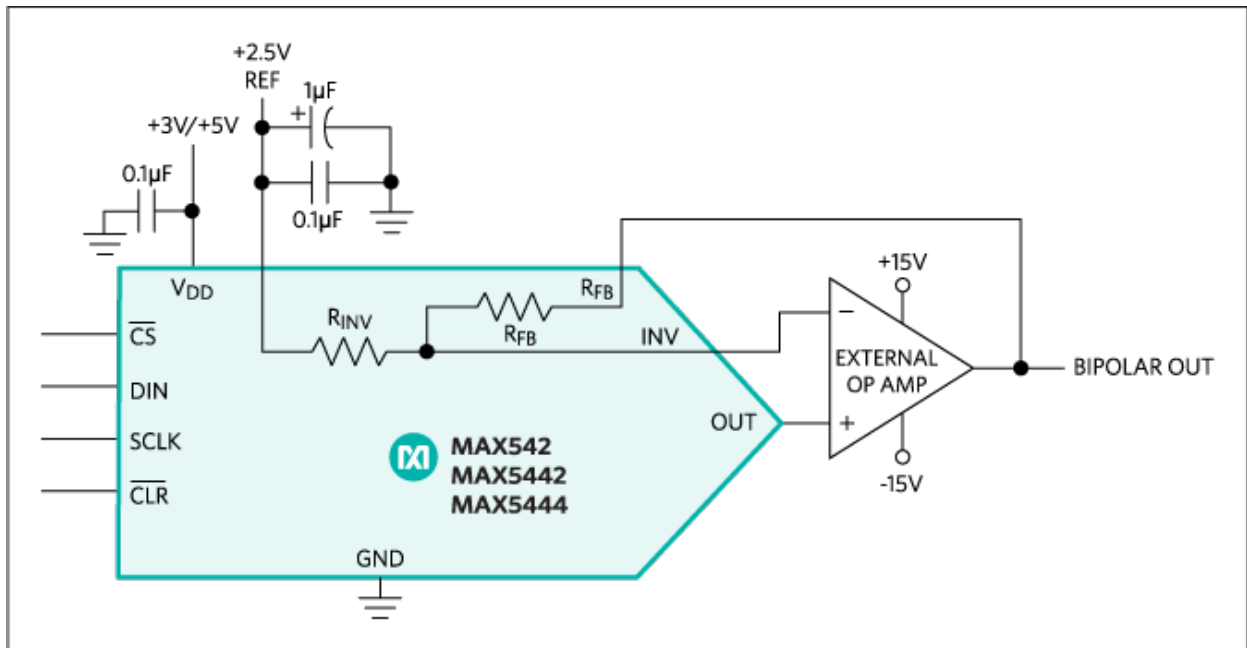 +2.5V
REF
1µF
+
+3V/+5V
0.1µF
0.1µF
VDD
RINV
RFB
RFB
INV
CS
DIN
SCLK
CLR
OUT
MAX542
MAX5442
MAX5444
GND
+15V
−
EXTERNAL
OP AMP
+
-15V
BIPOLAR OUT